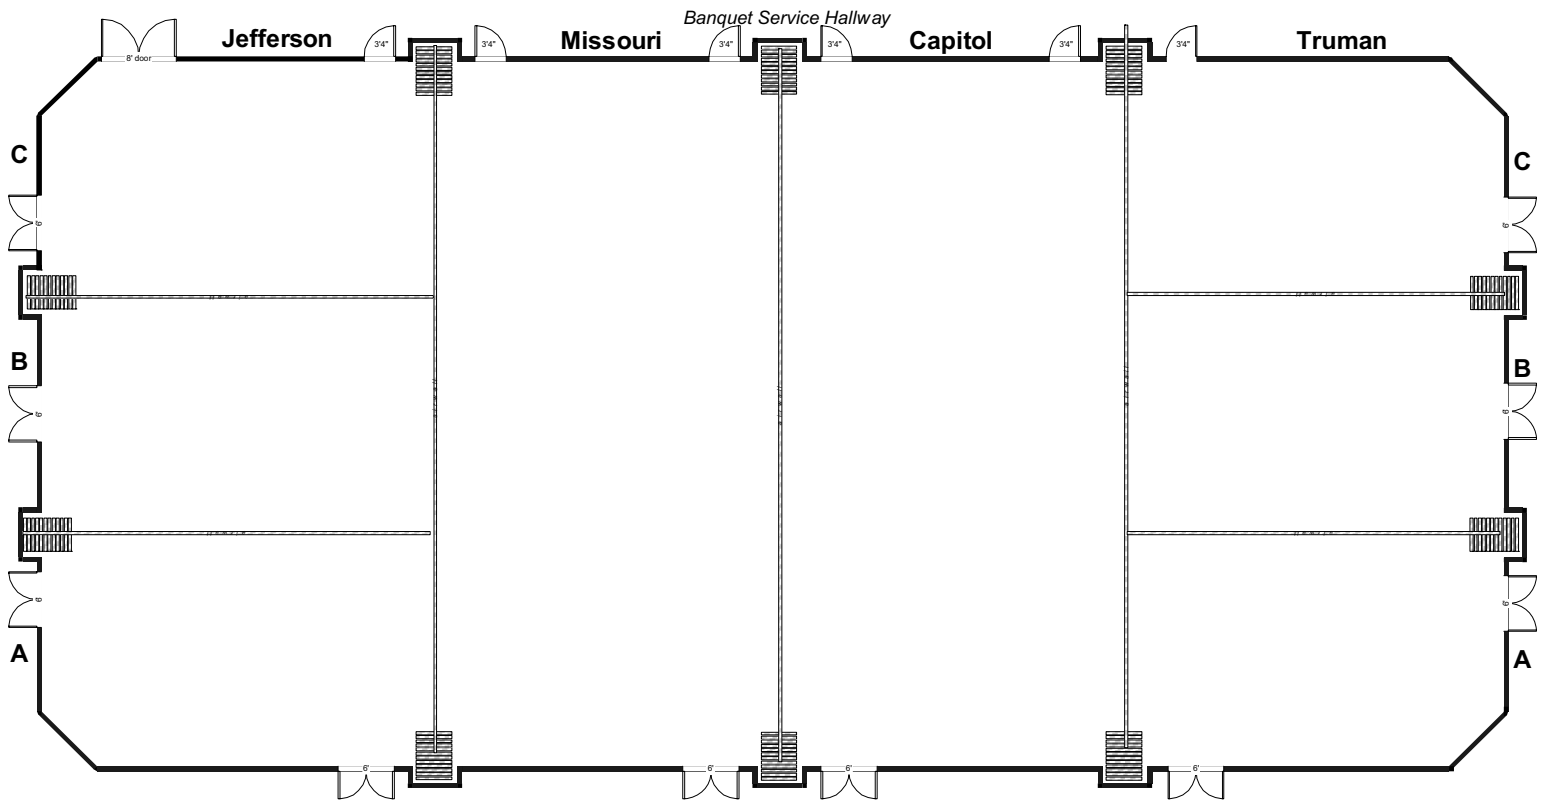 Banquet Service Hallway
Jefferson
Missouri
Capitol
Truman
8' door
3'4"
3'4"
3'4"
3'4"
3'4"
3'4"
C
C
6'
6'
B
B
6'
6'
6'
6'
A
A
6'
6'
6'
6'